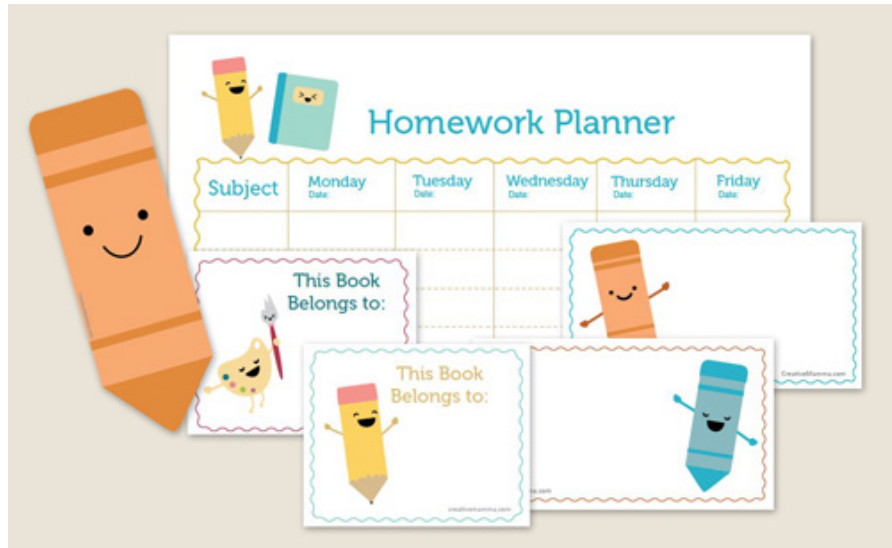 Homework Planner
Subject Monday Tuesday Wednesday Thursday Friday
Date: Date: Date: Date: Date:
This Book
Belongs to:
This Book
Belongs to:
creativemamma.com
CreativeMamma.com
.com